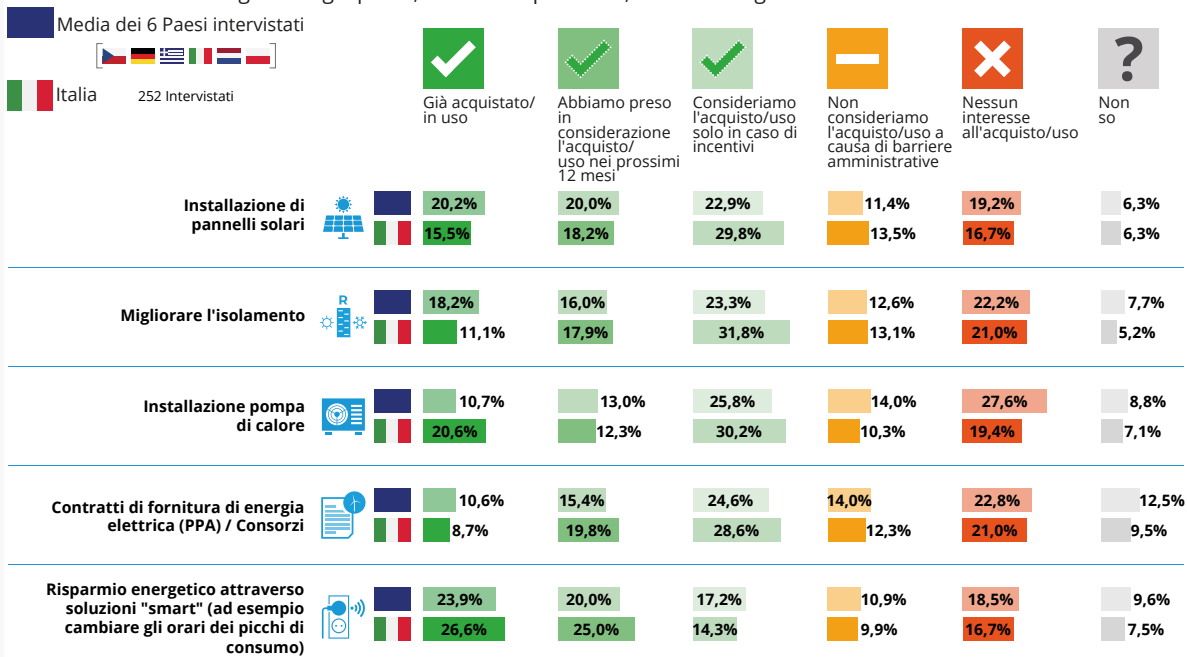 Media dei 6 Paesi intervistati
Italia
252 Intervistati
Già acquistato/
in uso
Abbiamo preso
in
considerazione
l'acquisto/
uso nei prossimi
12 mesi
Consideriamo
l'acquisto/uso
solo in caso di
incentivi
Non
consideriamo
l'acquisto/uso a
causa di barriere
amministrative
Nessun
interesse
all'acquisto/uso
?
Non
so
Installazione di
pannelli solari
20,2% 20,0% 22,9% 11,4% 19,2% 6,3%
15,5% 18,2% 29,8% 13,5% 16,7% 6,3%
Migliorare l'isolamento
R
18,2% 16,0% 23,3% 12,6% 22,2% 7,7%
11,1% 17,9% 31,8% 13,1% 21,0% 5,2%
Installazione pompa
di calore
10,7% 13,0% 25,8% 14,0% 27,6% 8,8%
20,6% 12,3% 30,2% 10,3% 19,4% 7,1%
Contratti di fornitura di energia
elettrica (PPA) / Consorzi
10,6% 15,4% 24,6% 14,0% 22,8% 12,5%
8,7% 19,8% 28,6% 12,3% 21,0% 9,5%
Risparmio energetico attraverso
soluzioni "smart" (ad esempio
cambiare gli orari dei picchi di
consumo)
23,9% 20,0% 17,2% 10,9% 18,5% 9,6%
26,6% 25,0% 14,3% 9,9% 16,7% 7,5%